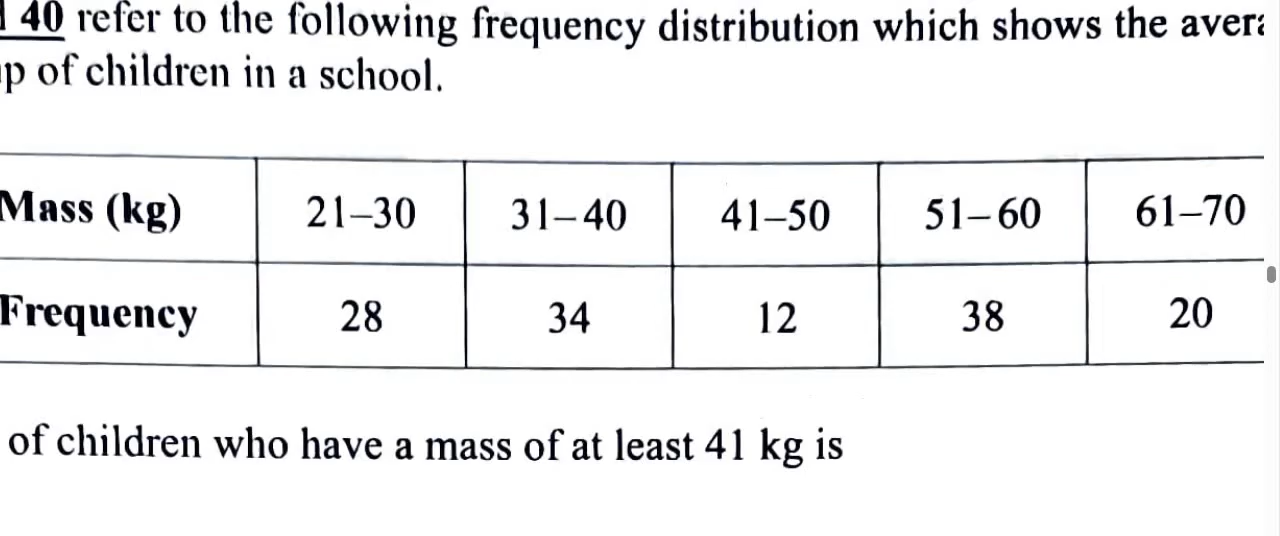 40 refer to the following frequency distribution which shows the
of children in a school.
Mass (kg) 21–30 31–40 41–50 51–60 61–70
Frequency 28 34 12 38 20
of children who have a mass of at least 41 kg is